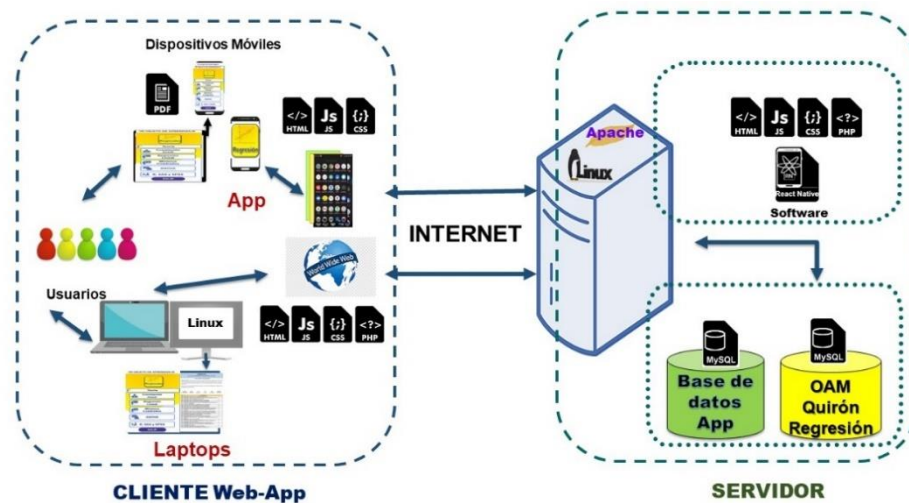 Dispositivos Móviles
PDF
Regresión
</>
HTML
Js
JS
{;}
CSS
App
Usuarios
Linux
World Wide Web
</>
HTML
Js
JS
{;}
CSS
<?>
PHP
Laptops
CLIENTE Web-App
INTERNET
Apache
Linux
</>
HTML
Js
JS
{;}
CSS
<?>
PHP
React Native
Software
MySQL
Base de
datos
App
MySQL
OAM
Quirón
Regresión
SERVIDOR